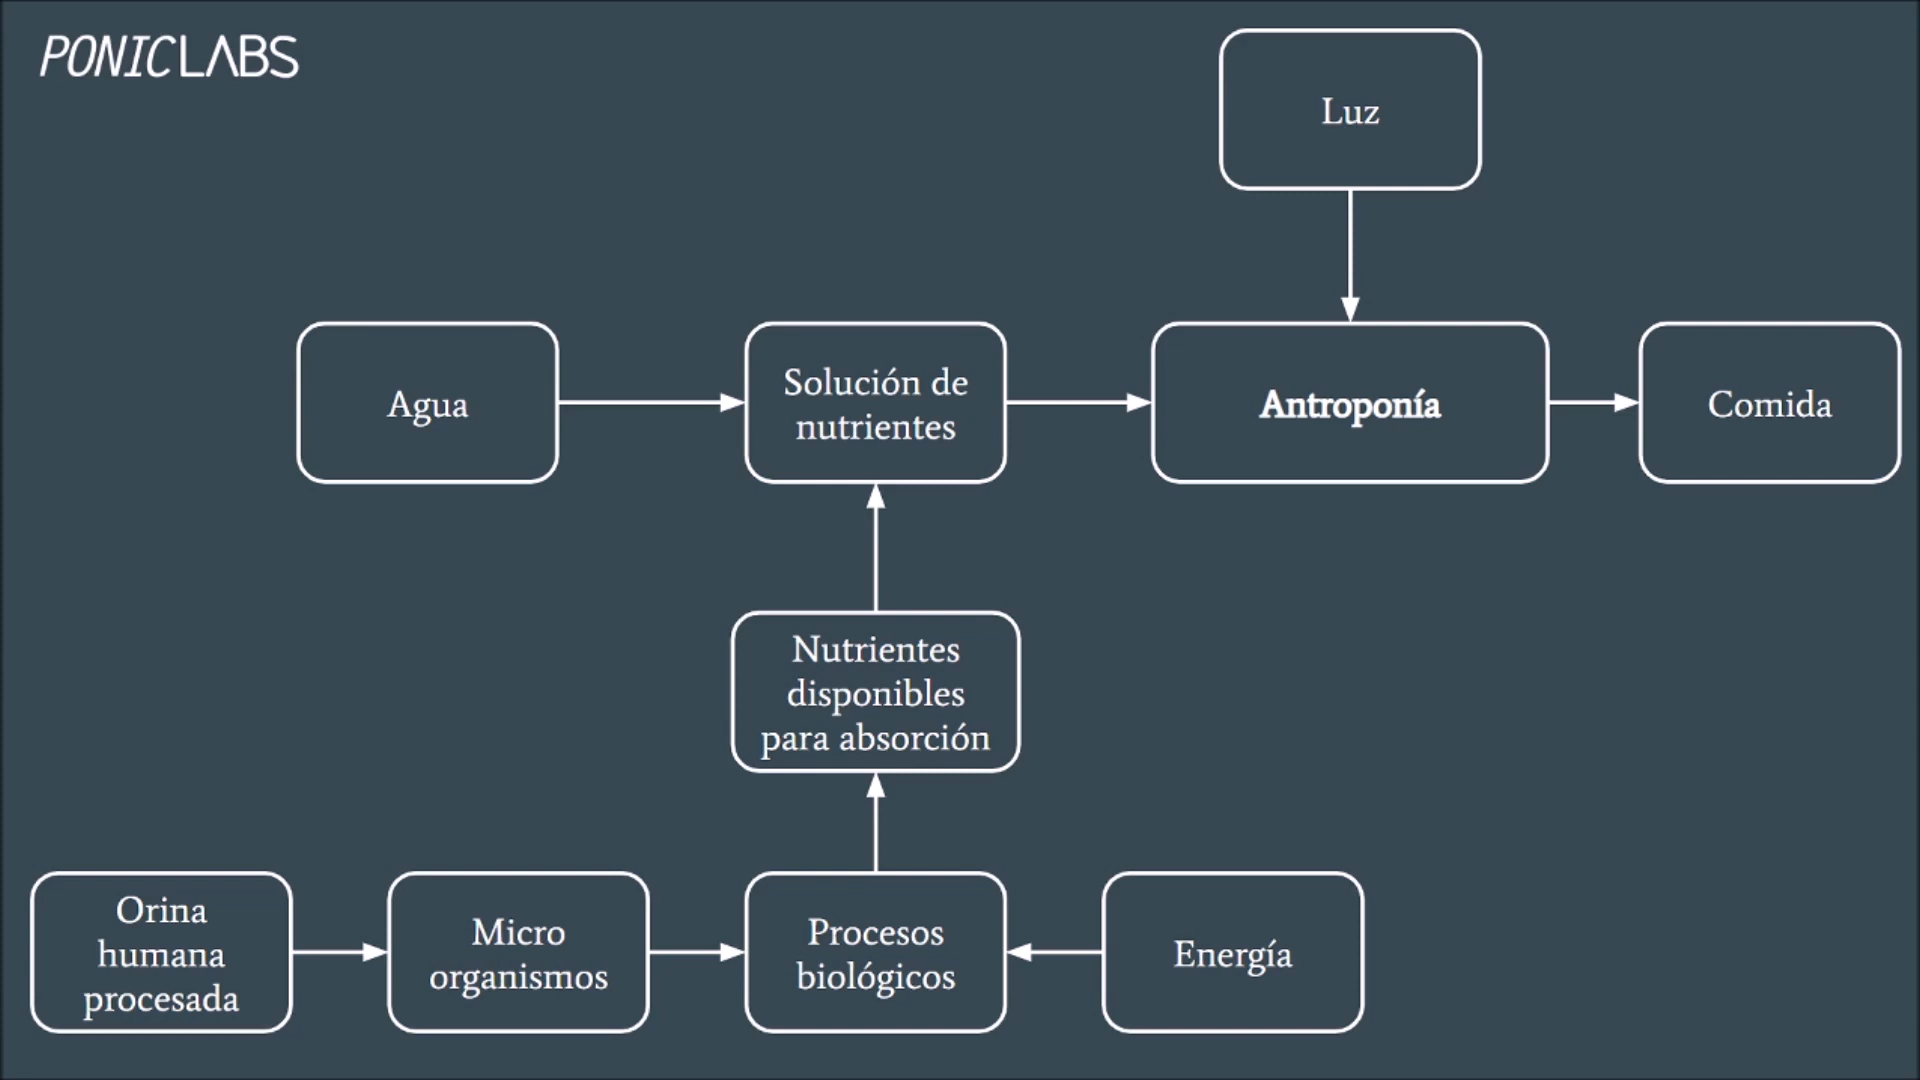 PONICLABS
Luz
Agua
Solución de
nutrientes
Antroponía
Comida
Nutrientes
disponibles
para absorción
Orina
humana
procesada
Micro
organismos
Procesos
biológicos
Energía